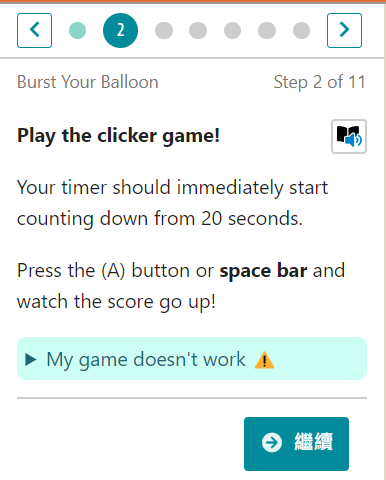 2
Burst Your Balloon Step 2 of 11
Play the clicker game!
Your timer should immediately start
counting down from 20 seconds.
Press the (A) button or space bar and
watch the score go up!
My game doesn't work
繼續